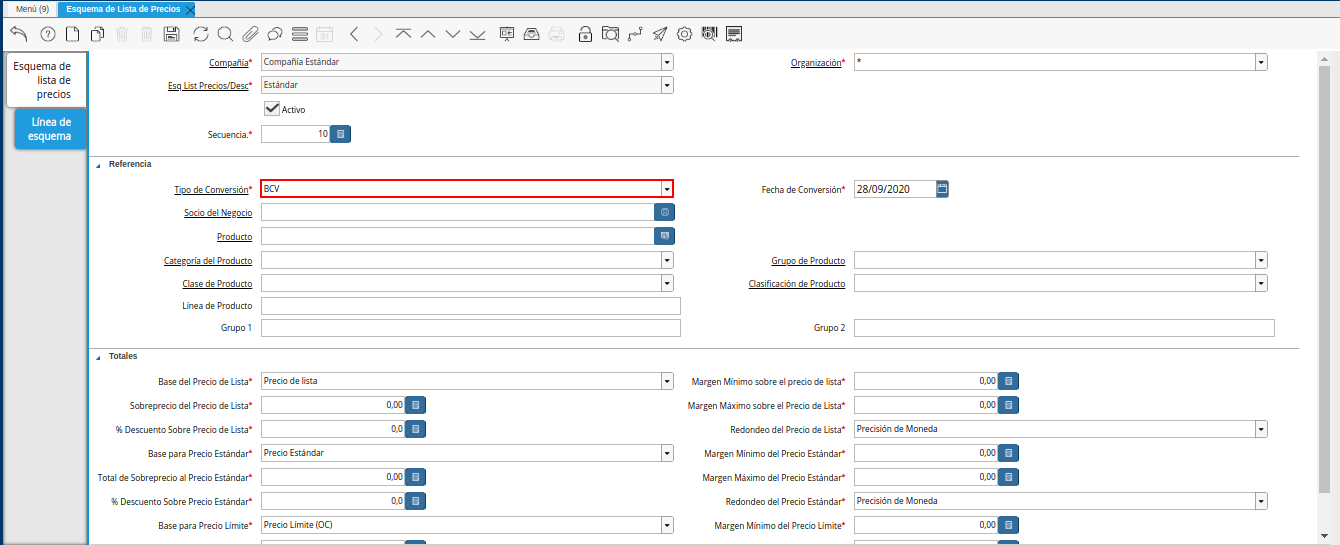 Menú (9) Esquema de Lista de Precios
Esquema de
lista de
precios
Línea de
esquema
Compañía* Compañía Estándar Organización* *
Esq List Precios/Desc* Estándar
Activo
Secuencia.* 10
Referencia
Tipo de Conversión* BCV Fecha de Conversión* 28/09/2020
Socio del Negocio
Producto
Categoría del Producto Grupo de Producto
Clase de Producto Clasificación de Producto
Línea de Producto
Grupo 1 Grupo 2
Totales
Base del Precio de Lista* Precio de lista Margen Mínimo sobre el precio de lista* 0,00
Sobreprecio del Precio de Lista* 0,00 Margen Máximo sobre el Precio de Lista* 0,00
% Descuento Sobre Precio de Lista* 0,0 Redondeo del Precio de Lista* Precisión de Moneda
Base para Precio Estándar* Precio Estándar Margen Mínimo del Precio Estándar* 0,00
Total de Sobreprecio al Precio Estándar* 0,00 Margen Máximo del Precio Estándar* 0,00
% Descuento Sobre Precio Estándar* 0,0 Redondeo del Precio Estándar* Precisión de Moneda
Base para Precio Límite* Precio Límite (OC) Margen Mínimo del Precio Límite* 0,00